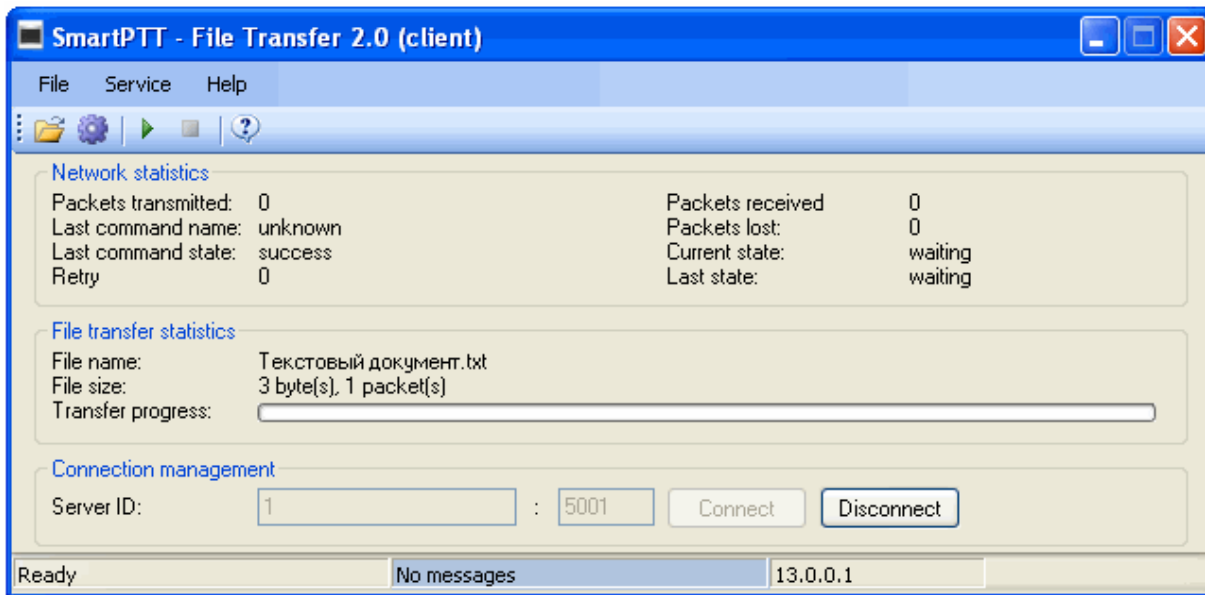 SmartPTT - File Transfer 2.0 (client)
File Service Help
Network statistics
Packets transmitted: 0 Packets received 0
Last command name: unknown Packets lost: 0
Last command state: success Current state: waiting
Retry 0 Last state: waiting
File transfer statistics
File name: Текстовый документ.txt
File size: 3 byte(s), 1 packet(s)
Transfer progress:
Connection management
Server ID: 1 : 5001 Connect Disconnect
Ready No messages 13.0.0.1